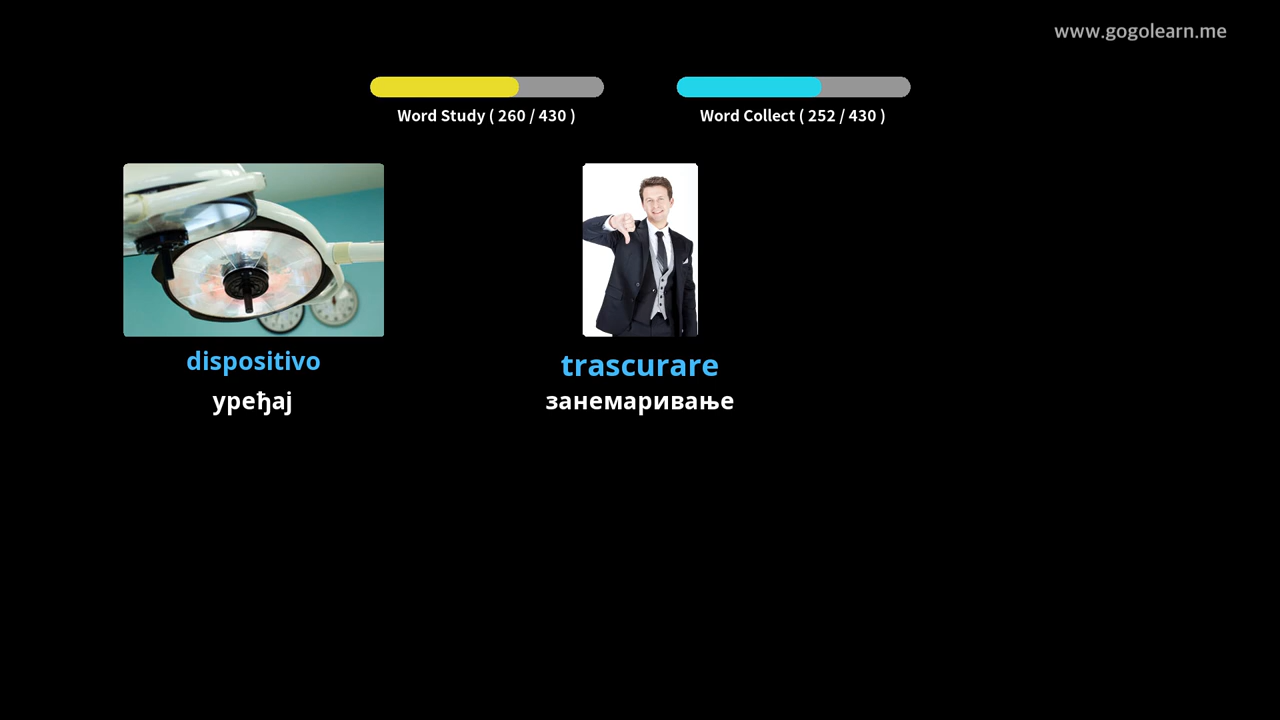 www.gogolearn.me
Word Study ( 260 / 430 )
Word Collect ( 252 / 430 )
dispositivo
уређај
trascurare
занемаривање